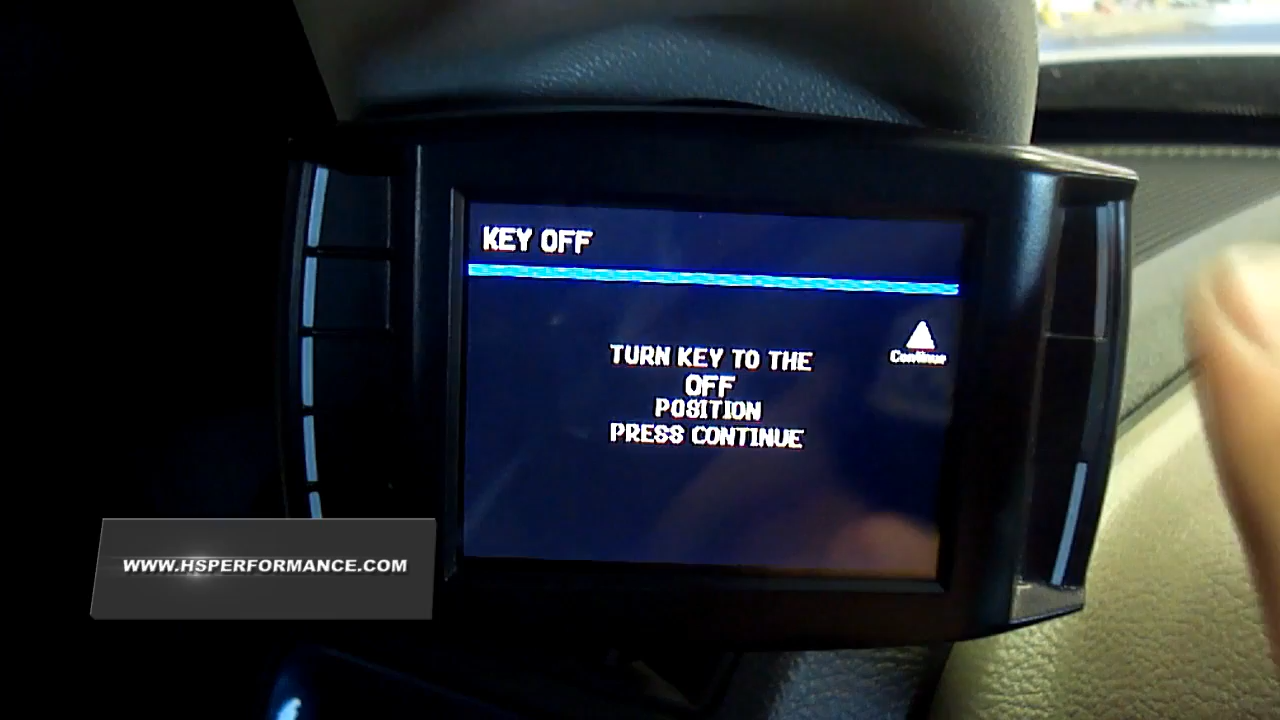 KEY OFF
Continue
TURN KEY TO THE
OFF
POSITION
PRESS CONTINUE
WWW.HSPERFORMANCE.COM